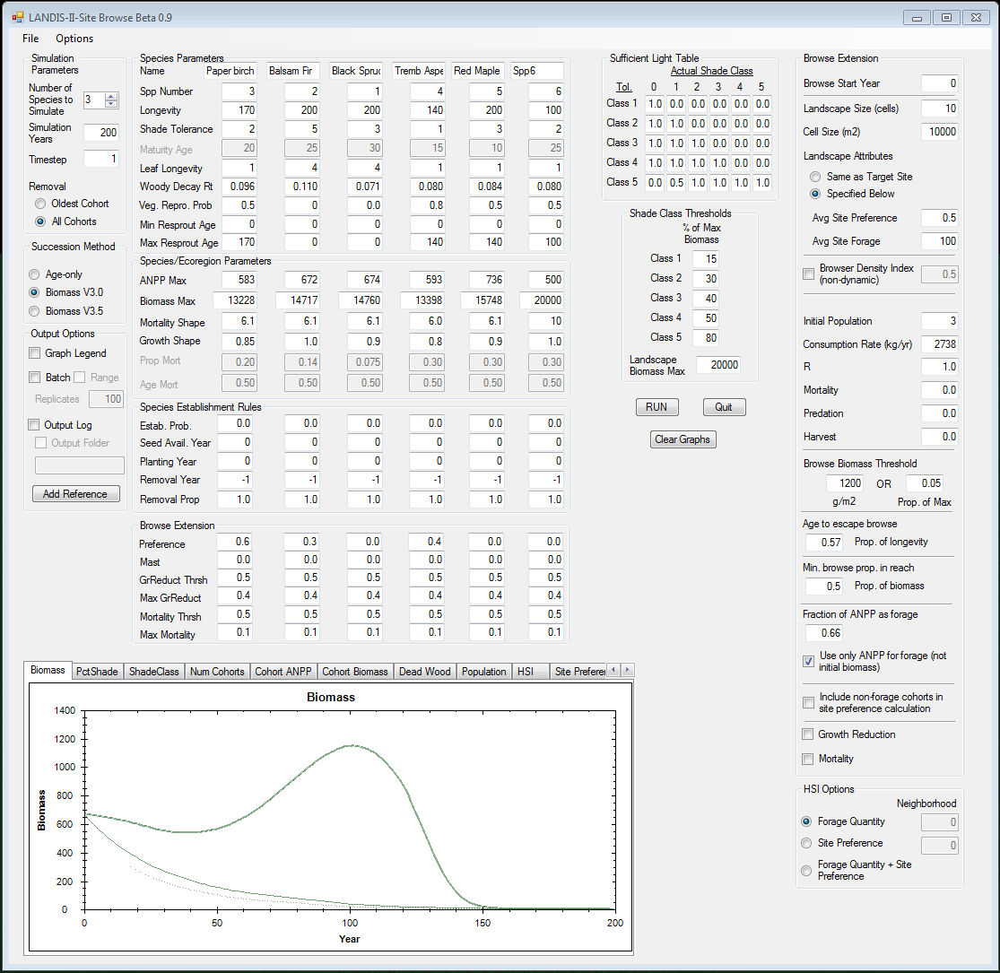 LANDIS-II-Site Browse Beta 0.9
File Options
Simulation Parameters
Number of Species to Simulate 3
Simulation Years 200
Timestep 1
Removal
Oldest Cohort
All Cohorts
Succession Method
Age-only
Biomass V3.0
Biomass V3.5
Output Options
Graph Legend
Batch Range
Replicates 100
Output Log
Output Folder
Add Reference
Species Parameters
Name Paper birch Balsam Fir Black Spruc Tremb Aspe Red Maple Spp6
Spp Number 3 2 1 4 5 6
Longevity 170 200 200 140 200 100
Shade Tolerance 2 5 3 1 3 2
Maturity Age 20 25 30 15 10 25
Leaf Longevity 1 4 4 1 1 1
Woody Decay Rt 0.096 0.110 0.071 0.080 0.084 0.080
Veg. Repro. Prob 0.5 0 0.0 0.8 0.5 0.5
Min Resprout Age 0 0 0 0 0 0
Max Resprout Age 170 0 0 140 140 100
Species/Ecoregion Parameters
ANPP Max 583 672 674 593 736 500
Biomass Max 13228 14717 14760 13398 15748 20000
Mortality Shape 6.1 6.1 6.1 6.0 6.1 10
Growth Shape 0.85 1.0 0.9 0.8 0.9 1.0
Prop Mort 0.20 0.14 0.075 0.30 0.30 0.30
Age Mort 0.50 0.50 0.50 0.50 0.50 0.50
Species Establishment Rules
Estab. Prob. 0.0 0.0 0.0 0.0 0.0 0.0
Seed Avail. Year 0 0 0 0 0 0
Planting Year 0 0 0 0 0 0
Removal Year -1 -1 -1 -1 -1 -1
Removal Prop 1.0 1.0 1.0 1.0 1.0 1.0
Browse Extension
Preference 0.6 0.3 0.0 0.4 0.0 0.0
Mast 0.0 0.0 0.0 0.0 0.0 0.0
GrReduct Thrsh 0.5 0.5 0.5 0.5 0.5 0.5
Max GrReduct 0.4 0.4 0.4 0.4 0.4 0.4
Mortality Thrsh 0.5 0.5 0.5 0.5 0.5 0.5
Max Mortality 0.1 0.1 0.1 0.1 0.1 0.1
Sufficient Light Table
Actual Shade Class
Tol. 0 1 2 3 4 5
Class 1 1.0 0.0 0.0 0.0 0.0 0.0
Class 2 1.0 1.0 0.0 0.0 0.0 0.0
Class 3 1.0 1.0 1.0 0.0 0.0 0.0
Class 4 1.0 1.0 1.0 1.0 0.0 0.0
Class 5 0.0 0.5 1.0 1.0 1.0 1.0
Shade Class Thresholds
% of Max
Biomass
Class 1 15
Class 2 30
Class 3 40
Class 4 50
Class 5 80
Landscape Biomass Max 20000
RUN Quit
Clear Graphs
Browse Extension
Browse Start Year 0
Landscape Size (cells) 10
Cell Size (m2) 10000
Landscape Attributes
Same as Target Site
Specified Below
Avg Site Preference 0.5
Avg Site Forage 100
Browser Density Index (non-dynamic) 0.5
Initial Population 3
Consumption Rate (kg/yr) 2738
R 1.0
Mortality 0.0
Predation 0.0
Harvest 0.0
Browse Biomass Threshold
1200 OR 0.05
g/m2 Prop. of Max
Age to escape browse
0.57 Prop. of longevity
Min. browse prop. in reach
0.5 Prop. of biomass
Fraction of ANPP as forage
0.66
Use only ANPP for forage (not
initial biomass)
Include non-forage cohorts in
site preference calculation
Growth Reduction
Mortality
HSI Options
Neighborhood
Forage Quantity 0
Site Preference 0
Forage Quantity + Site
Preference
Biomass PctShade ShadeClass Num Cohorts Cohort ANPP Cohort Biomass Dead Wood Population HSI Site Prefere
Biomass
1400
1200
1000
800
600
400
200
0
Biomass
0 50 100 150 200
Year